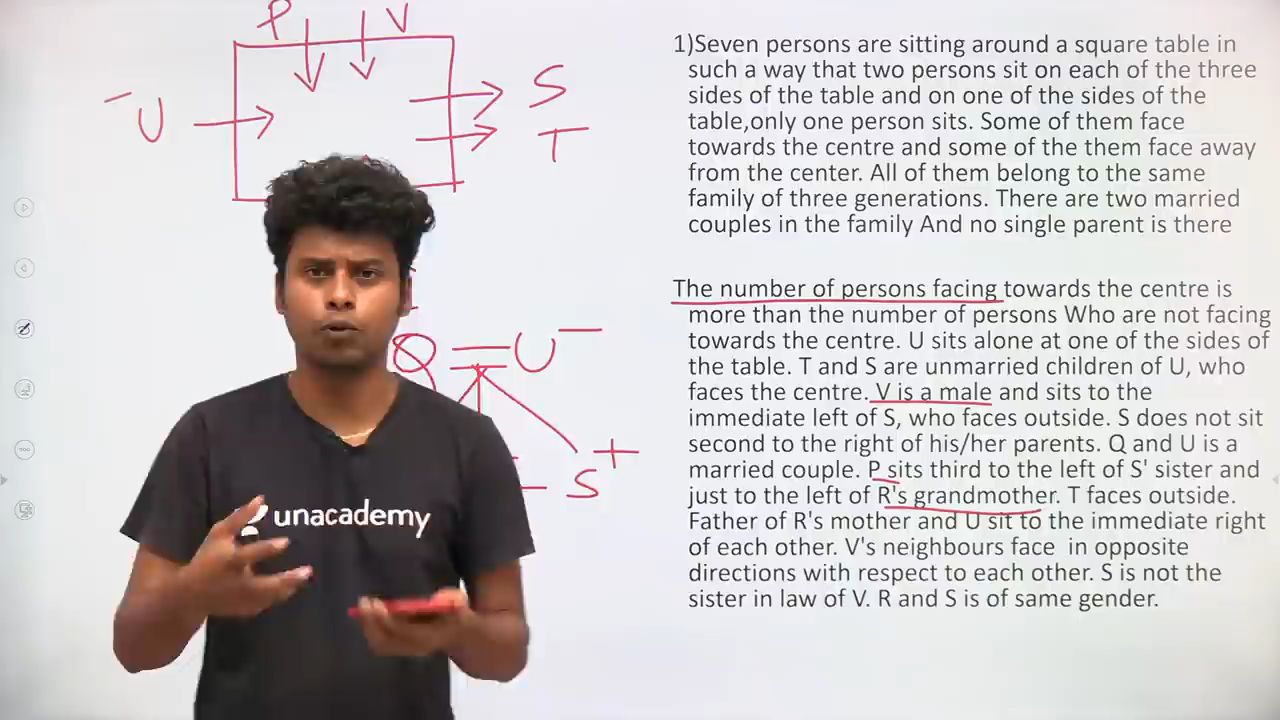 P V
U
S
T
Q = U −
− S +
unacademy
1)Seven persons are sitting around a square table in
such a way that two persons sit on each of the three
sides of the table and on one of the sides of the
table,only one person sits. Some of them face
towards the centre and some of the them face away
from the center. All of them belong to the same
family of three generations. There are two married
couples in the family And no single parent is there
The number of persons facing towards the centre is
more than the number of persons Who are not facing
towards the centre. U sits alone at one of the sides of
the table. T and S are unmarried children of U, who
faces the centre. V is a male and sits to the
immediate left of S, who faces outside. S does not sit
second to the right of his/her parents. Q and U is a
married couple. P sits third to the left of S' sister and
just to the left of R's grandmother. T faces outside.
Father of R's mother and U sit to the immediate right
of each other. V's neighbours face in opposite
directions with respect to each other. S is not the
sister in law of V. R and S is of same gender.